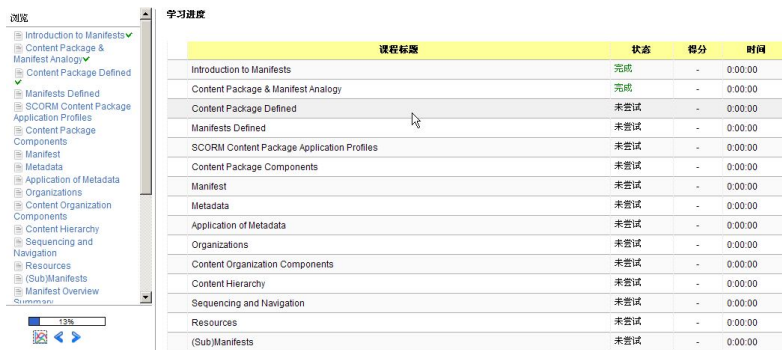 浏览
Introduction to Manifests
Content Package &
Manifest Analogy
Content Package Defined
Manifests Defined
SCORM Content Package
Application Profiles
Content Package
Components
Manifest
Metadata
Application of Metadata
Organizations
Content Organization
Components
Content Hierarchy
Sequencing and
Navigation
Resources
(Sub)Manifests
Manifest Overview
Summary
13%
学习进度
课程标题 状态 得分 时间
Introduction to Manifests 完成 - 0:00:00
Content Package & Manifest Analogy 完成 - 0:00:00
Content Package Defined 未尝试 - 0:00:00
Manifests Defined 未尝试 - 0:00:00
SCORM Content Package Application Profiles 未尝试 - 0:00:00
Content Package Components 未尝试 - 0:00:00
Manifest 未尝试 - 0:00:00
Metadata 未尝试 - 0:00:00
Application of Metadata 未尝试 - 0:00:00
Organizations 未尝试 - 0:00:00
Content Organization Components 未尝试 - 0:00:00
Content Hierarchy 未尝试 - 0:00:00
Sequencing and Navigation 未尝试 - 0:00:00
Resources 未尝试 - 0:00:00
(Sub)Manifests 未尝试 - 0:00:00